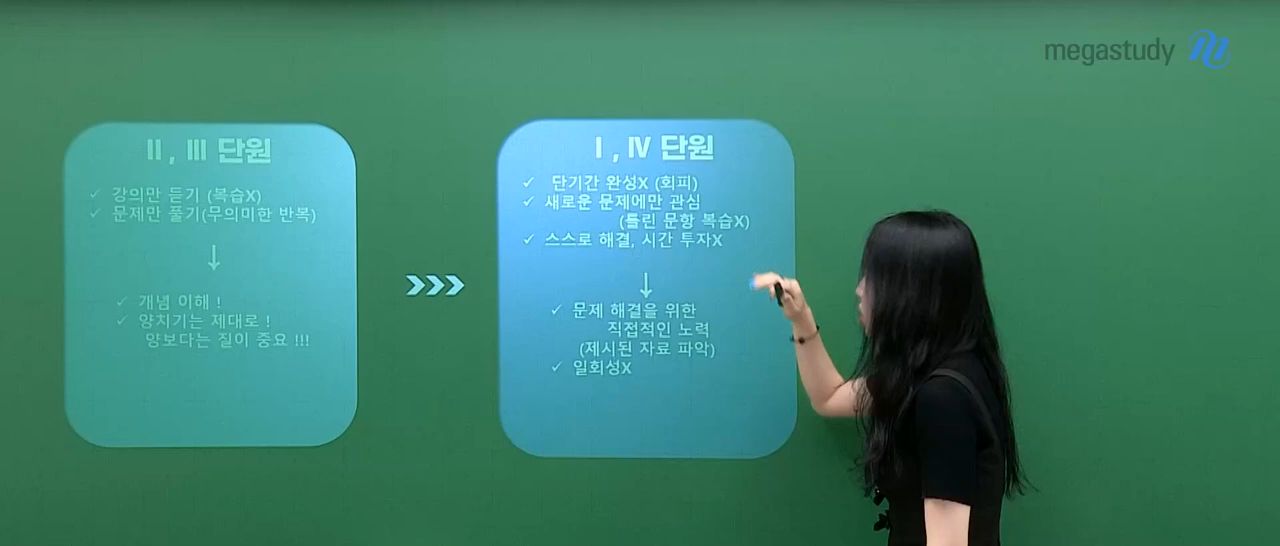 megastudy
II , III 단원
✓ 강의만 듣기 (복습X)
✓ 문제만 풀기(무의미한 반복)
↓
✓ 개념 이해 !
✓ 양치기는 제대로 !
양보다는 질이 중요 !!!
I , IV 단원
✓ 단기간 완성X (회피)
✓ 새로운 문제에만 관심
(틀린 문항 복습X)
✓ 스스로 해결, 시간 투자X
↓
✓ 문제 해결을 위한
직접적인 노력
(제시된 자료 파악)
✓ 일회성X